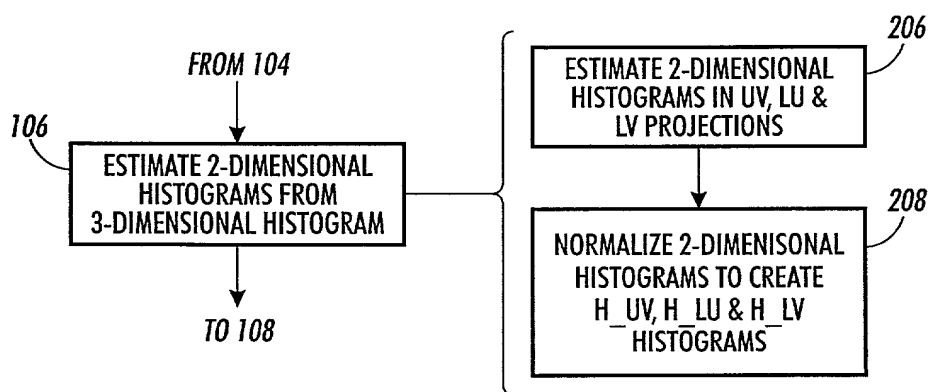 FROM 104
106
ESTIMATE 2-DIMENSIONAL
HISTOGRAMS FROM
3-DIMENSIONAL HISTOGRAM
TO 108
206
ESTIMATE 2-DIMENSIONAL
HISTOGRAMS IN UV, LU &
LV PROJECTIONS
208
NORMALIZE 2-DIMENISONAL
HISTOGRAMS TO CREATE
H_UV, H_LU & H_LV
HISTOGRAMS